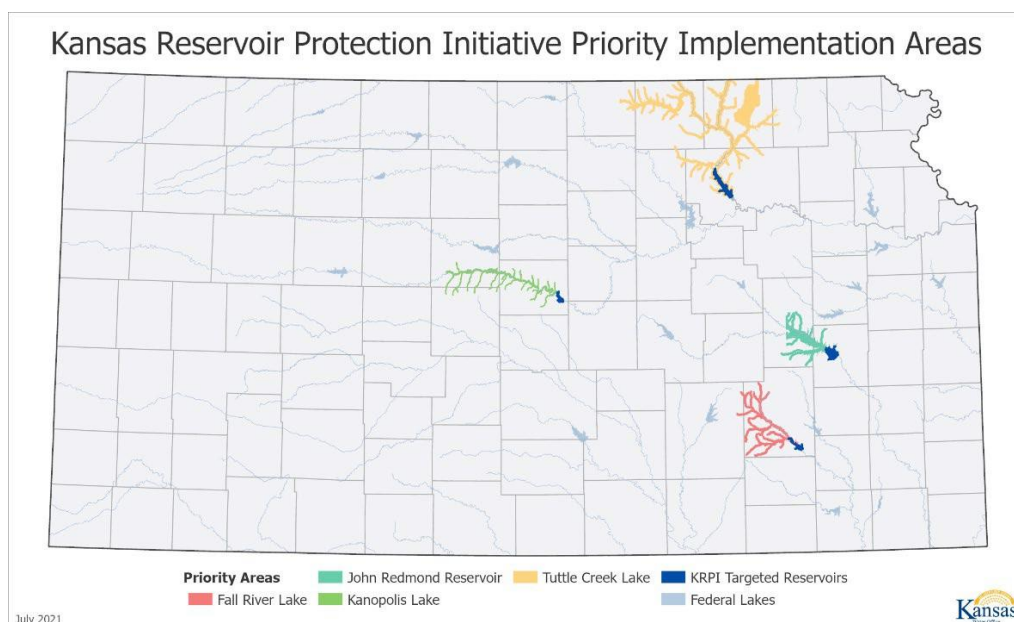 Kansas Reservoir Protection Initiative Priority Implementation Areas
Priority Areas
John Redmond Reservoir
Tuttle Creek Lake
KRPI Targeted Reservoirs
Fall River Lake
Kanopolis Lake
Federal Lakes
July 2021
Kansas